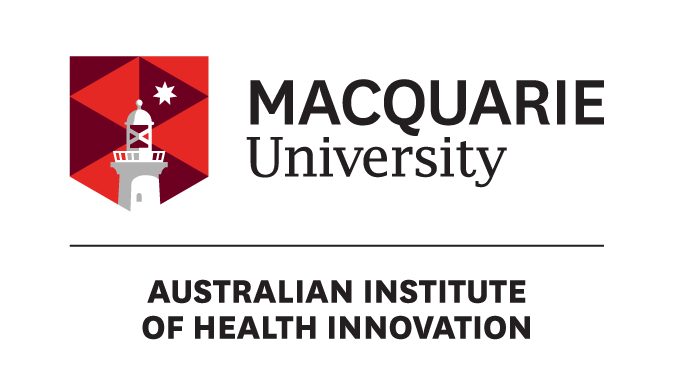 MACQUARIE
University
AUSTRALIAN INSTITUTE
OF HEALTH INNOVATION